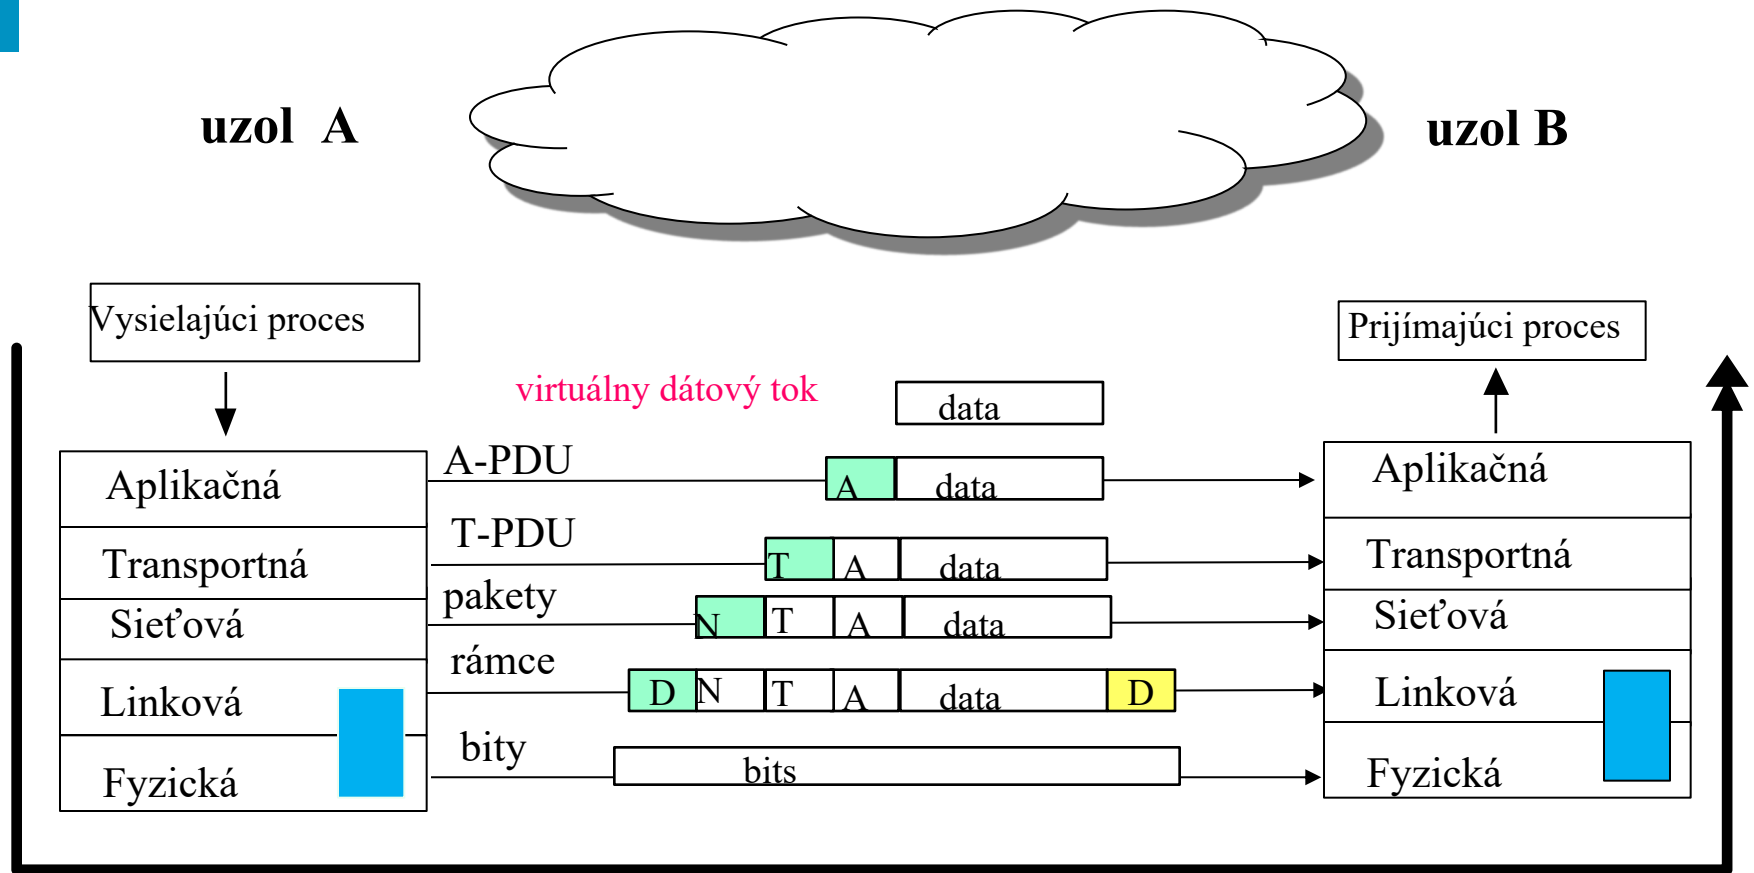 uzol A
uzol B
Vysielajúci proces
Prijímajúci proces
virtuálny dátový tok
data
Aplikačná
A-PDU
A
data
Aplikačná
Transportná
T-PDU
T
A
data
Transportná
Sieťová
pakety
N
T
A
data
Sieťová
Linková
rámce
D
N
T
A
data
D
Linková
Fyzická
bity
bits
Fyzická